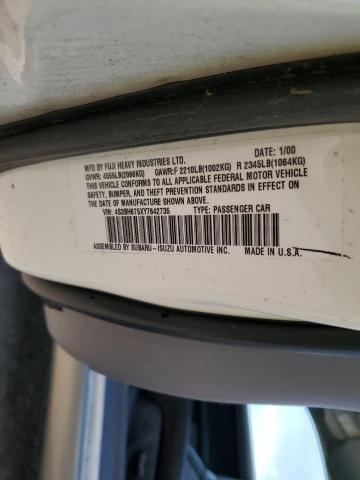 MFD BY FUJI HEAVY INDUSTRIES LTD. DATE: 1/00
GVWR: 4555LB(2066KG) GAWR:F 2210LB(1002KG) R 2345LB(1064KG)
THIS VEHICLE CONFORMS TO ALL APPLICABLE FEDERAL MOTOR VEHICLE
SAFETY, BUMPER, AND THEFT PREVENTION STANDARDS IN EFFECT ON
THE DATE OF MANUFACTURE SHOWN ABOVE.
VIN: 4S3BH675XY7642735 TYPE: PASSENGER CAR
ASSEMBLED BY SUBARU-ISUZU AUTOMOTIVE INC. MADE IN U.S.A.